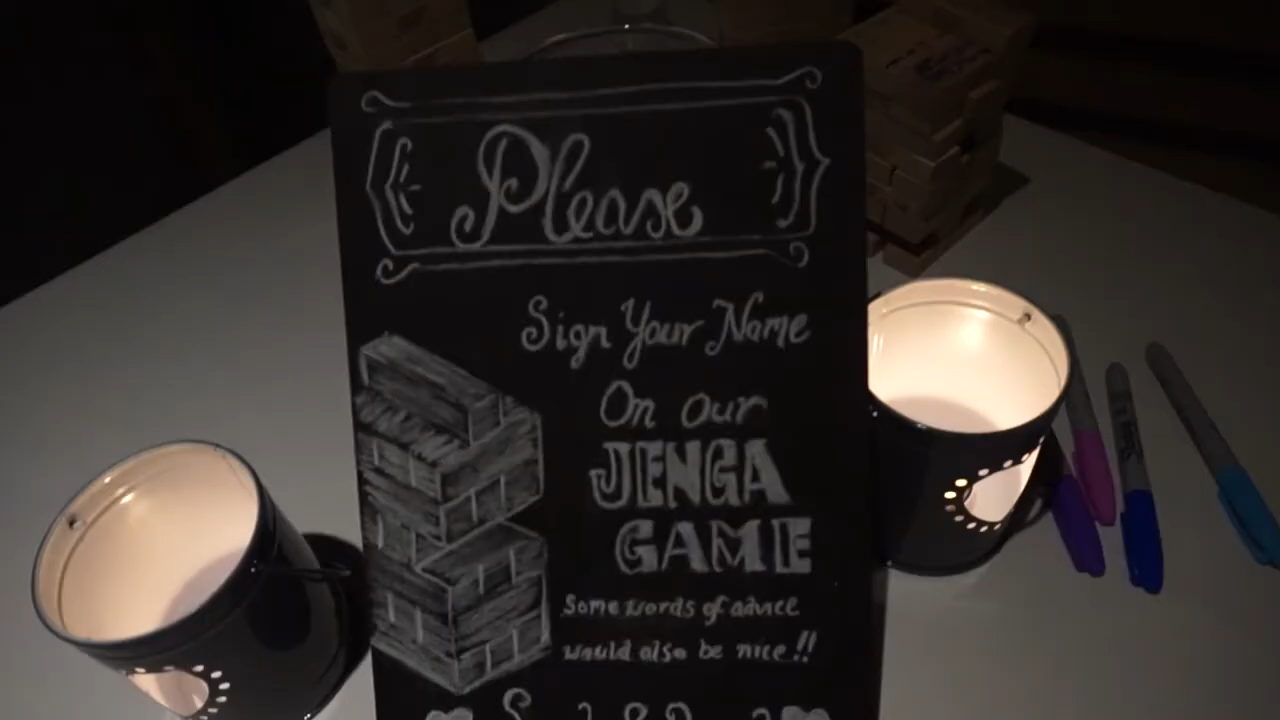 Please
Sign Your Name
On our
JENGA
GAME
Some words of advice
would also be nice!!